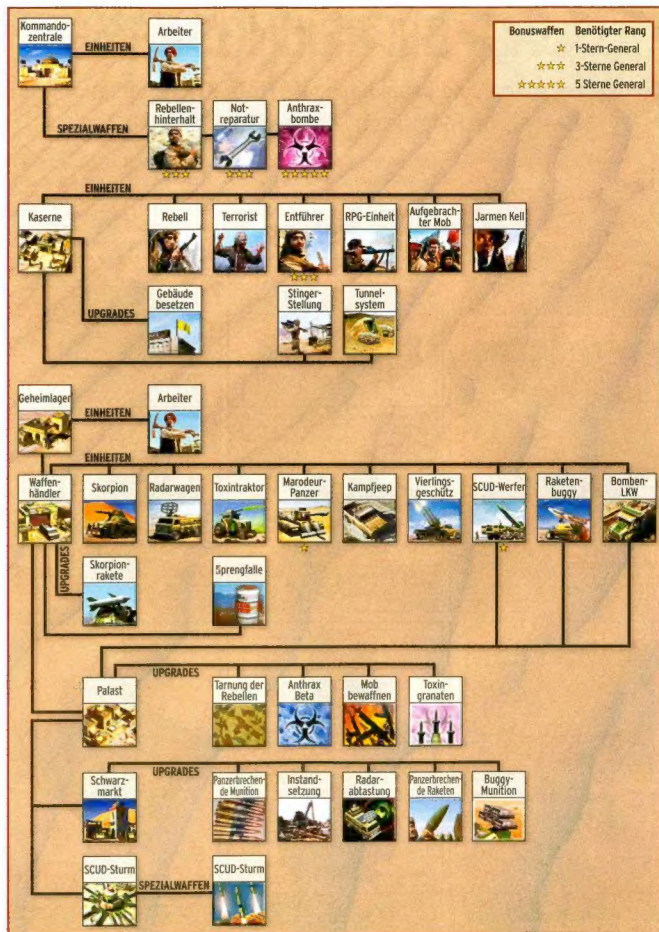 Kommando-
zentrale
EINHEITEN
Arbeiter
Bonuswaffen Benötigter Rang
1-Stern-General
3-Sterne General
5 Sterne General
SPEZIALWAFFEN
Rebellen-
hinterhalt
Not-
reparatur
Anthrax-
bombe
EINHEITEN
Kaserne
Rebell
Terrorist
Entführer
RPG-Einheit
Aufgebrach-
ter Mob
Jarmen Kell
UPGRADES
Gebäude
besetzen
Stinger-
Stellung
Tunnel-
system
Geheimlager
EINHEITEN
Arbeiter
EINHEITEN
Waffen-
händler
Skorpion
Radarwagen
Toxintraktor
Marodeur-
Panzer
Kampfjeep
Vierlings-
geschütz
SCUD-Werfer
Raketen-
buggy
Bomben-
LKW
UPGRADES
Skorpion-
rakete
Sprengfalle
UPGRADES
Palast
Tarnung der
Rebellen
Anthrax
Beta
Mob
bewaffnen
Toxin-
granaten
UPGRADES
Schwarz-
markt
Panzerbrechen-
de Munition
Instand-
setzung
Radar-
abtastung
Panzerbrechen-
de Raketen
Buggy-
Munition
SCUD-Sturm
SPEZIALWAFFEN
SCUD-Sturm